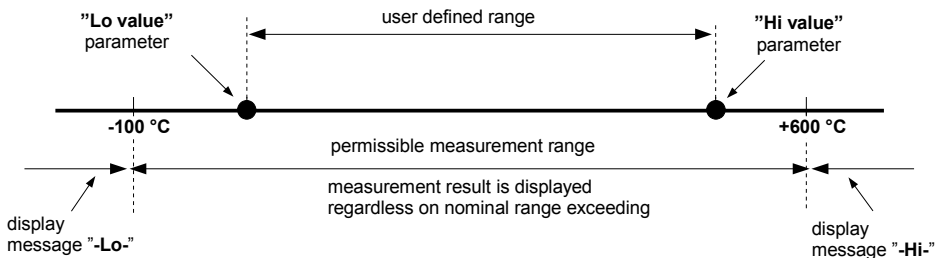 ”Lo value”
parameter
user defined range
”Hi value”
parameter
-100 °C
+600 °C
permissible measurement range
measurement result is displayed
regardless on nominal range exceeding
display
message ”-Lo-”
display
message ”-Hi-”